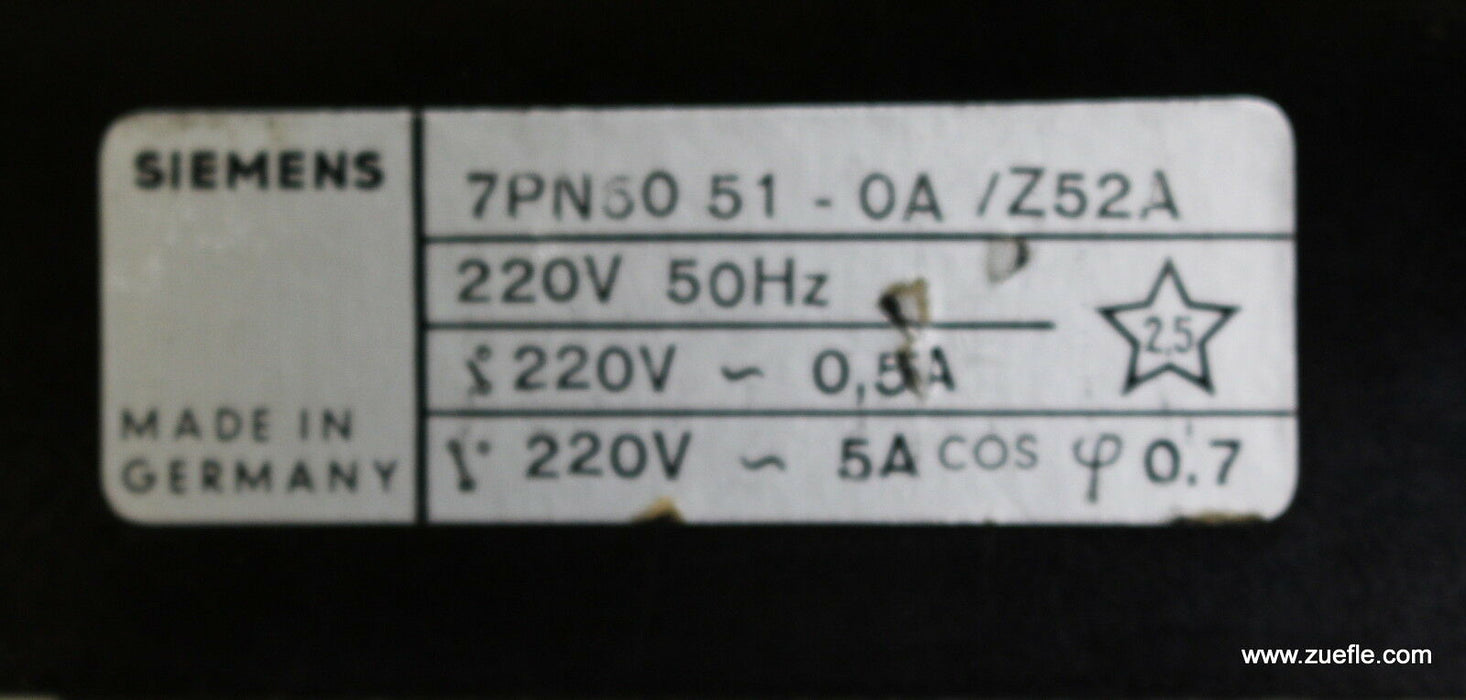 SIEMENS
MADE IN
GERMANY
7PN60 51 - 0A /Z52A
220V 50Hz
220V ~ 0,5A
2,5
220V ~ 5A COS φ 0.7
www.zuefle.com